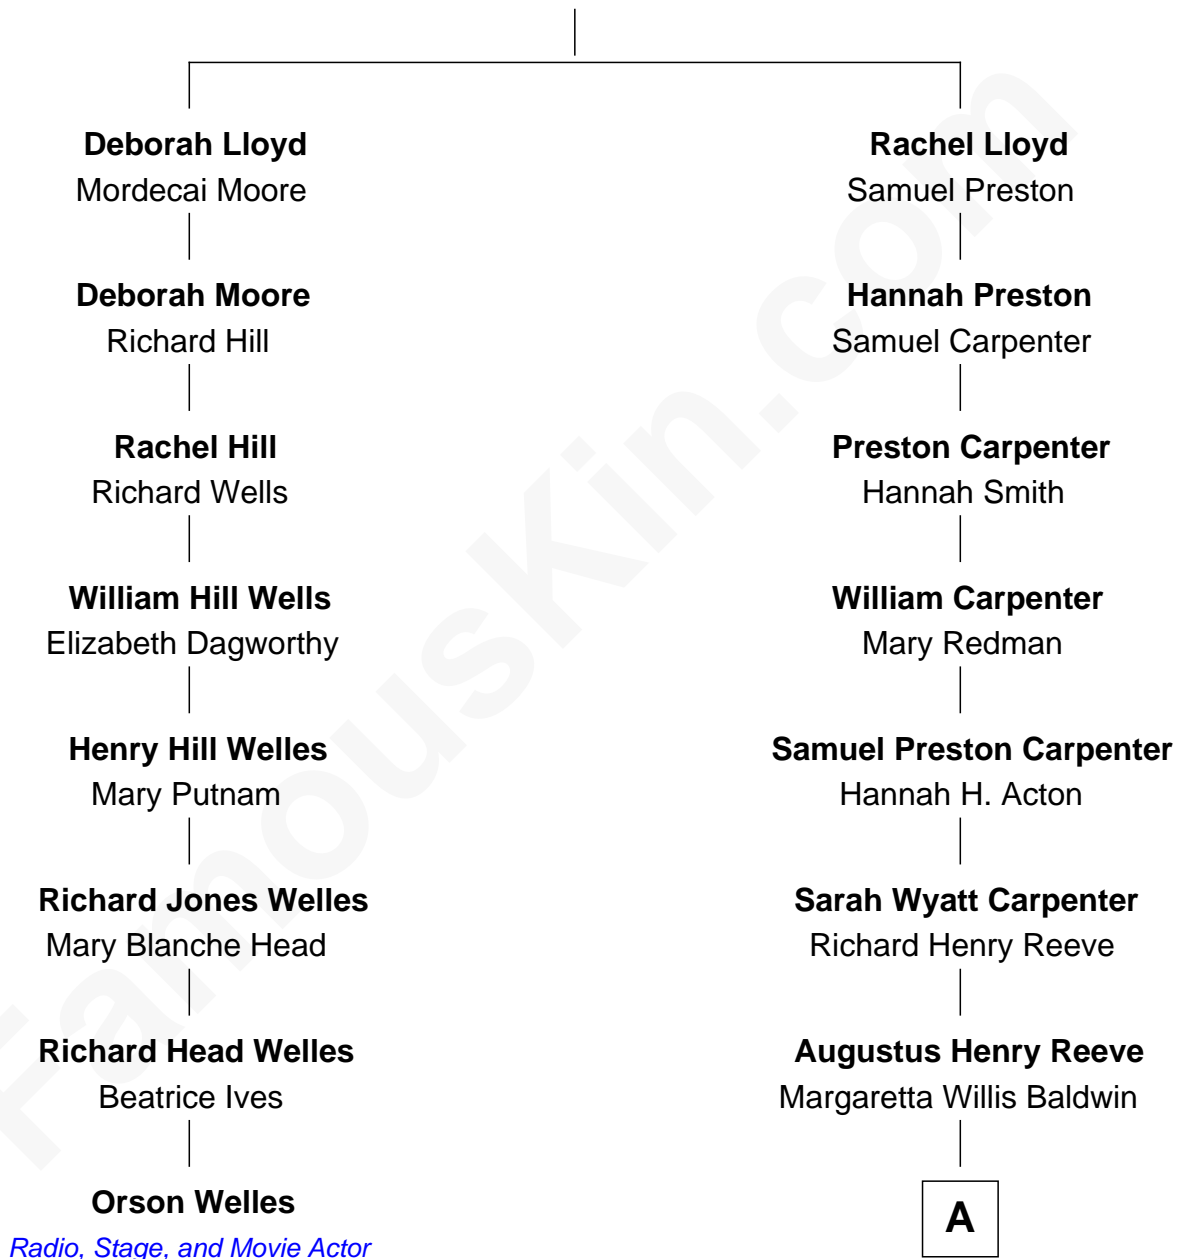 Deborah Lloyd
Mordecai Moore
Deborah Moore
Richard Hill
Rachel Hill
Richard Wells
William Hill Wells
Elizabeth Dagworthy
Henry Hill Welles
Mary Putnam
Richard Jones Welles
Mary Blanche Head
Richard Head Welles
Beatrice Ives
Orson Welles
Radio, Stage, and Movie Actor
Rachel Lloyd
Samuel Preston
Hannah Preston
Samuel Carpenter
Preston Carpenter
Hannah Smith
William Carpenter
Mary Redman
Samuel Preston Carpenter
Hannah H. Acton
Sarah Wyatt Carpenter
Richard Henry Reeve
Augustus Henry Reeve
Margaretta Willis Baldwin
A
FamousKin.com